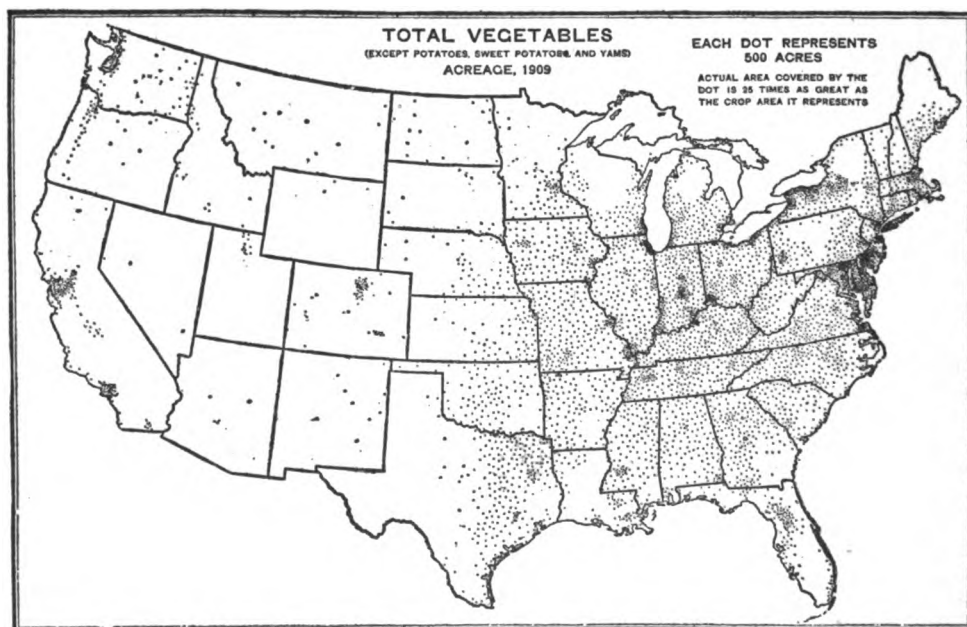 TOTAL VEGETABLES
(EXCEPT POTATOES, SWEET POTATOES, AND YAMS)
ACREAGE, 1909
EACH DOT REPRESENTS
500 ACRES
ACTUAL AREA COVERED BY THE
DOT IS 25 TIMES AS GREAT AS
THE CROP AREA IT REPRESENTS